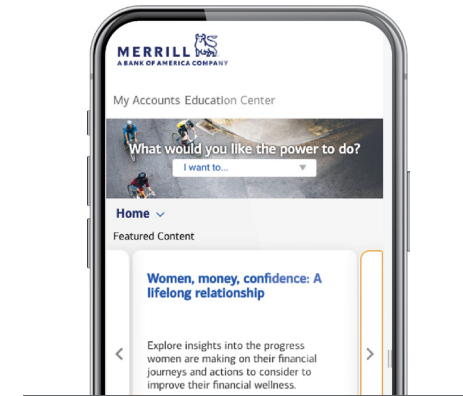 MERRILL
A BANK OF AMERICA COMPANY
My Accounts Education Center
What would you like the power to do?
I want to...
Home
Featured Content
Women, money, confidence: A
lifelong relationship
Explore insights into the progress
women are making on their financial
journeys and actions to consider to
improve their financial wellness.